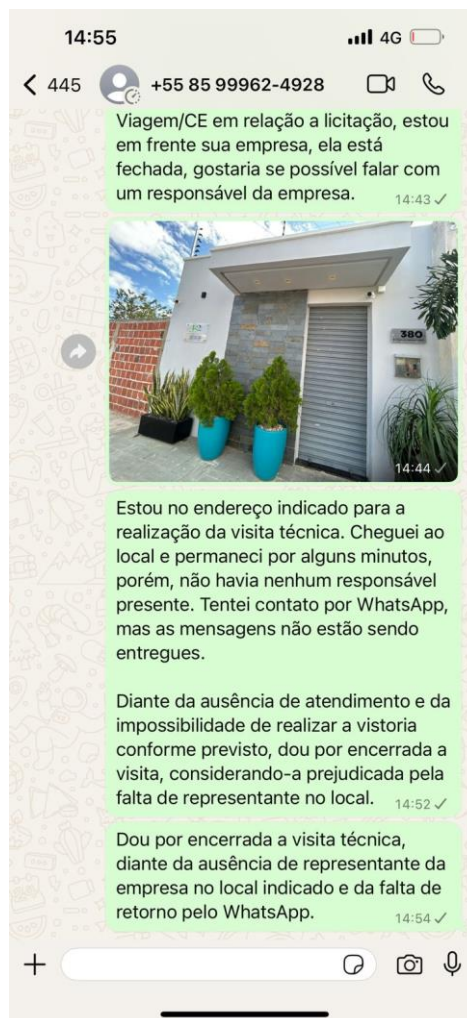 14:55
4G
445
+55 85 99962-4928
Viagem/CE em relação a licitação, estou
em frente sua empresa, ela está
fechada, gostaria se possível falar com
um responsável da empresa.
14:43
380
14:44
Estou no endereço indicado para a
realização da visita técnica. Cheguei ao
local e permaneci por alguns minutos,
porém, não havia nenhum responsável
presente. Tentei contato por WhatsApp,
mas as mensagens não estão sendo
entregues.
Diante da ausência de atendimento e da
impossibilidade de realizar a vistoria
conforme previsto, dou por encerrada a
visita, considerando-a prejudicada pela
falta de representante no local.
14:52
Dou por encerrada a visita técnica,
diante da ausência de representante da
empresa no local indicado e da falta de
retorno pelo WhatsApp.
14:54